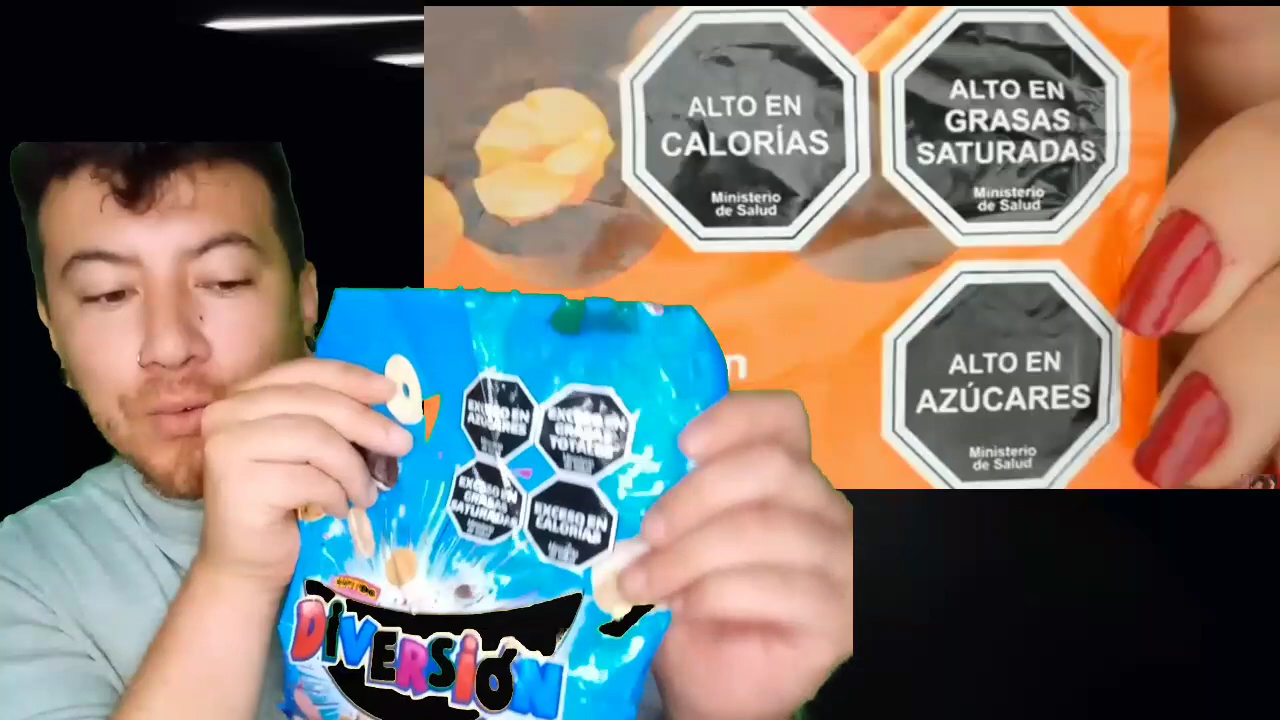 ALTO EN
CALORÍAS
Ministerio
de Salud
ALTO EN
GRASAS
SATURADAS
Ministerio
de Salud
ALTO EN
AZÚCARES
Ministerio
de Salud
n
EXCESO EN
AZÚCARES
EXCESO EN
GRASAS
TOTALES
EXCESO EN
GRASAS
SATURADAS
EXCESO EN
CALORÍAS
DIVERSIÓN